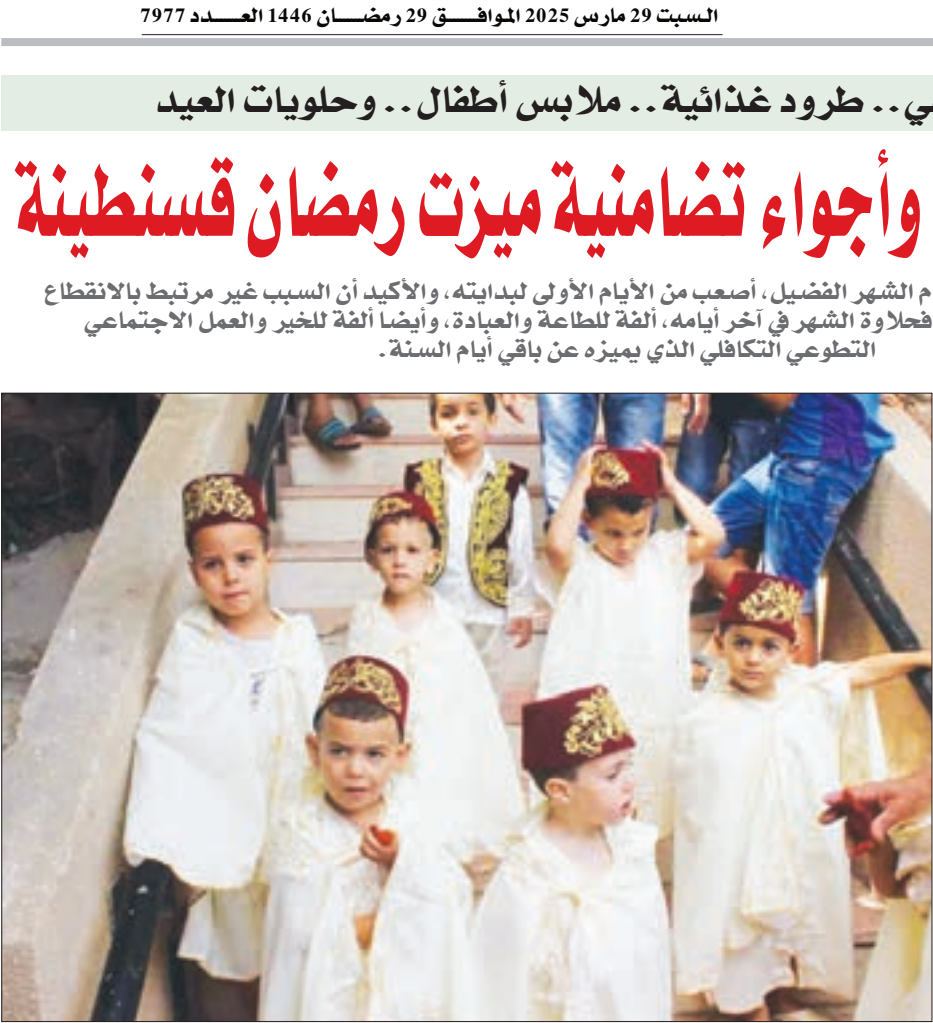 السبت 29 مارس 2025 الموافق 29 رمضان 1446 العدد 7977
ي.. طرود غذائية.. ملابس أطفال.. وحلويات العيد
وأجواء تضامنية ميزت رمضان قسنطينة
م الشهر الفضيل، أصعب من الأيام الأولى لبدايته، والأكيد أن السبب غير مرتبط بالانقطاع
فحلاوة الشهر في آخر أيامه، ألفة للطاعة والعبادة، وأيضا ألفة للخير والعمل الاجتماعي
التطوعي التكافلي الذي يميزه عن باقي أيام السنة.